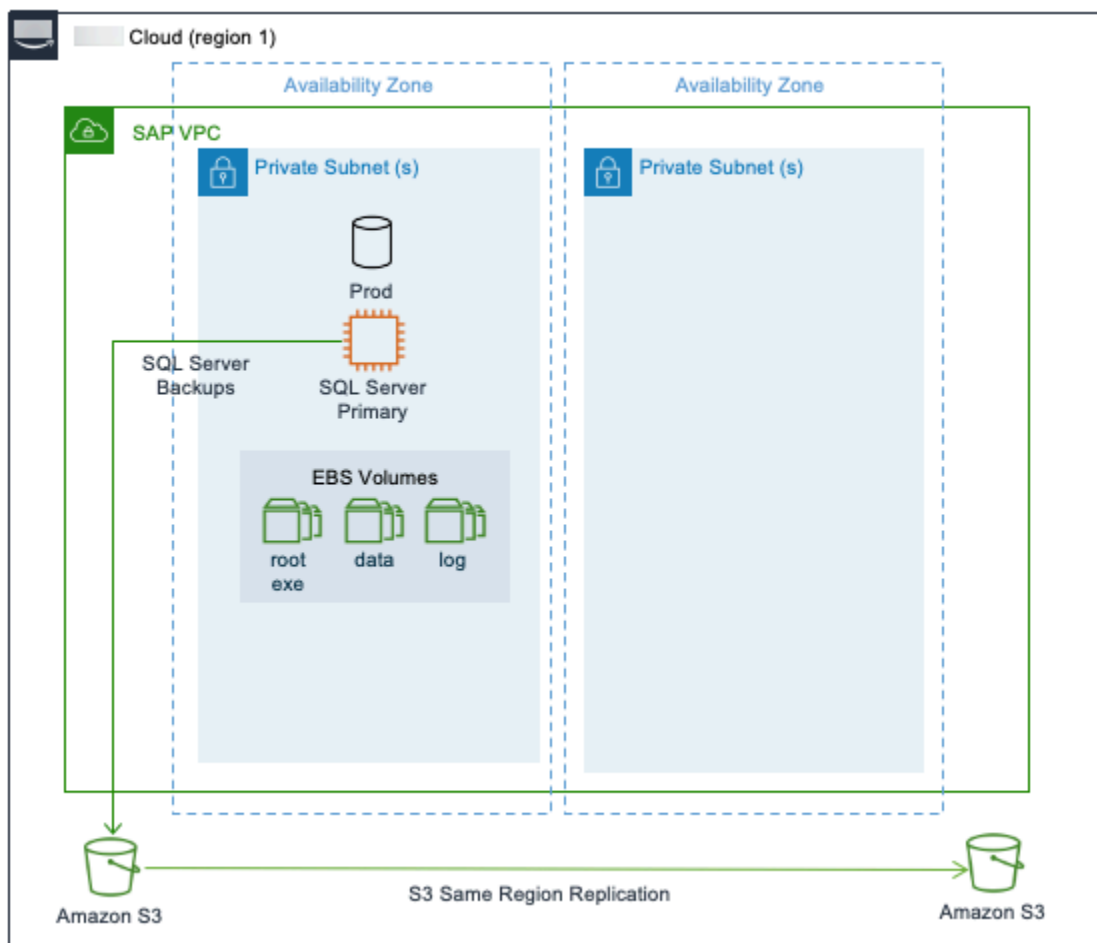 Cloud (region 1)
Availability Zone
Availability Zone
SAP VPC
Private Subnet (s)
Private Subnet (s)
Prod
SQL Server
Backups
SQL Server
Primary
EBS Volumes
root
exe
data
log
S3 Same Region Replication
Amazon S3
Amazon S3